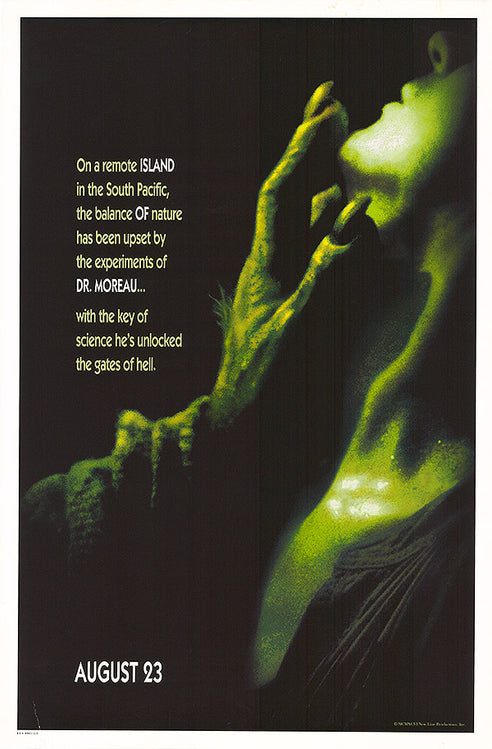 On a remote ISLAND
in the South Pacific,
the balance OF nature
has been upset by
the experiments of
DR. MOREAU...
with the key of
science he's unlocked
the gates of hell.
AUGUST 23